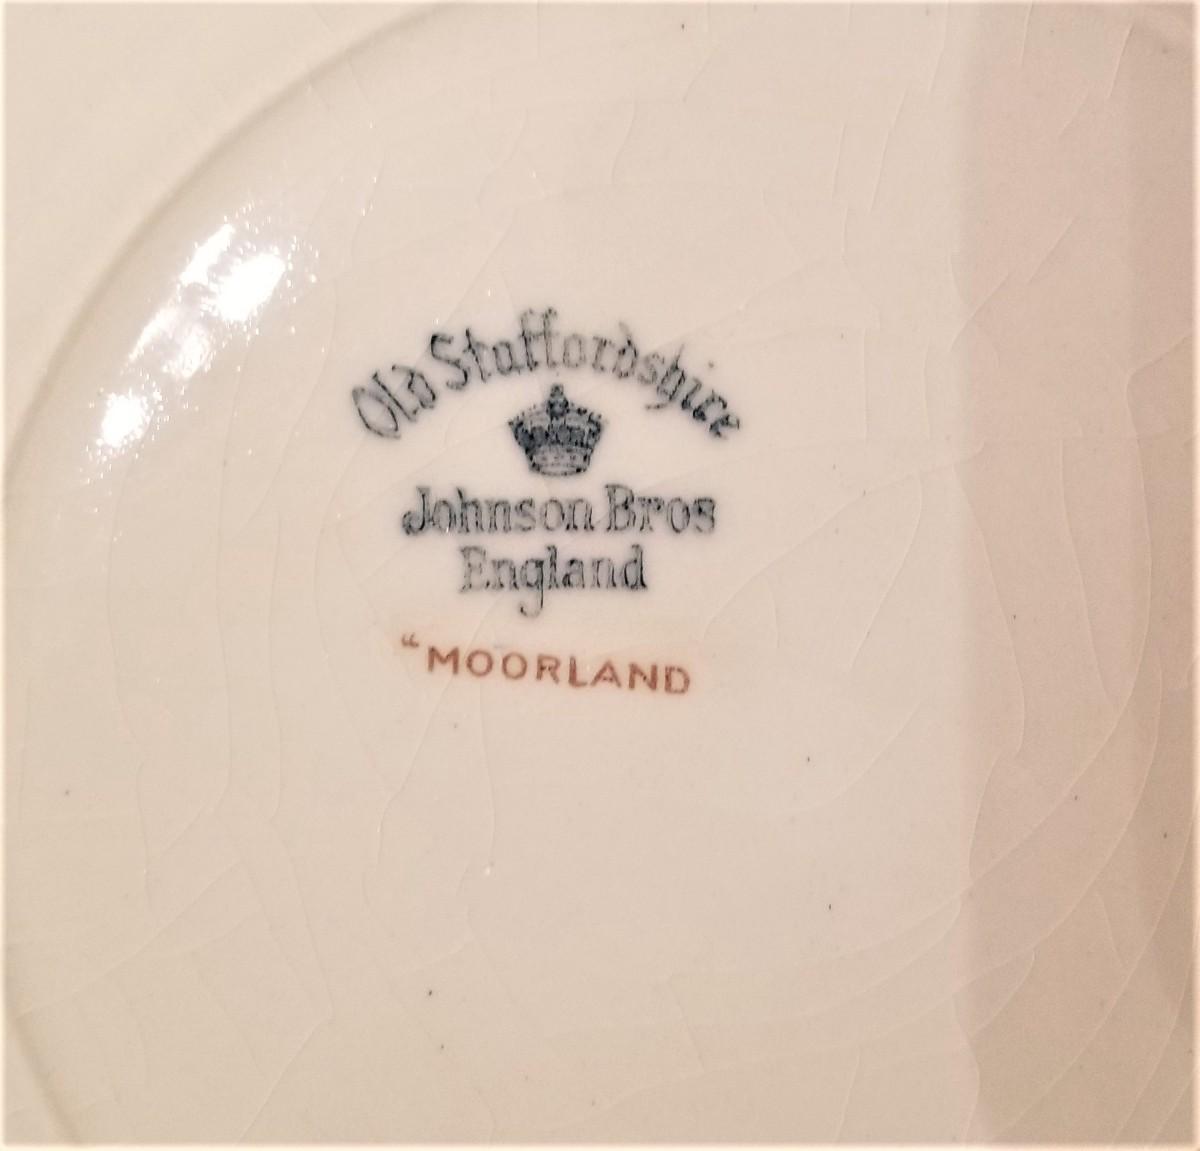 Old Staffordshire
Johnson Bros
England
“MOORLAND